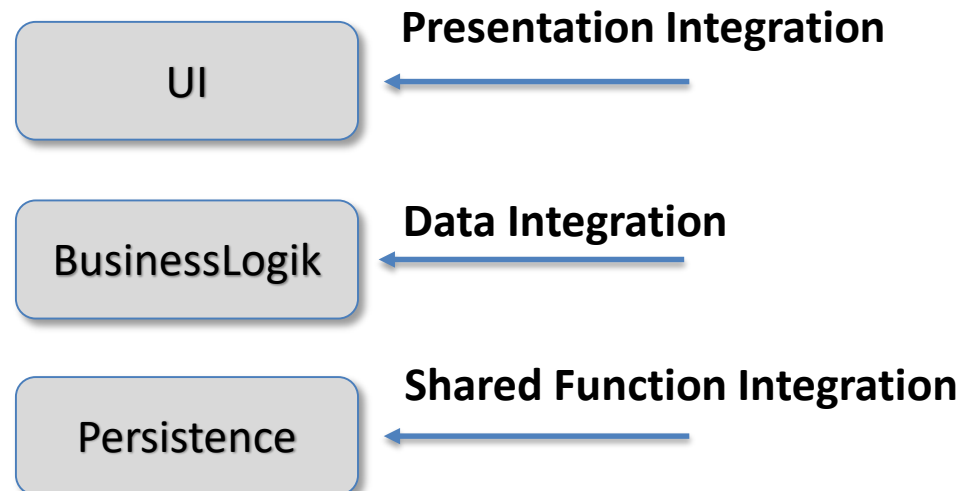 Presentation Integration
UI
Data Integration
BusinessLogik
Shared Function Integration
Persistence